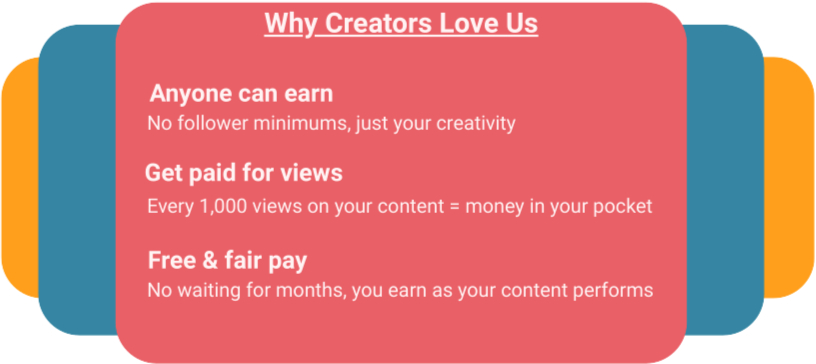 Why Creators Love Us
Anyone can earn
No follower minimums, just your creativity
Get paid for views
Every 1,000 views on your content = money in your pocket
Free & fair pay
No waiting for months, you earn as your content performs